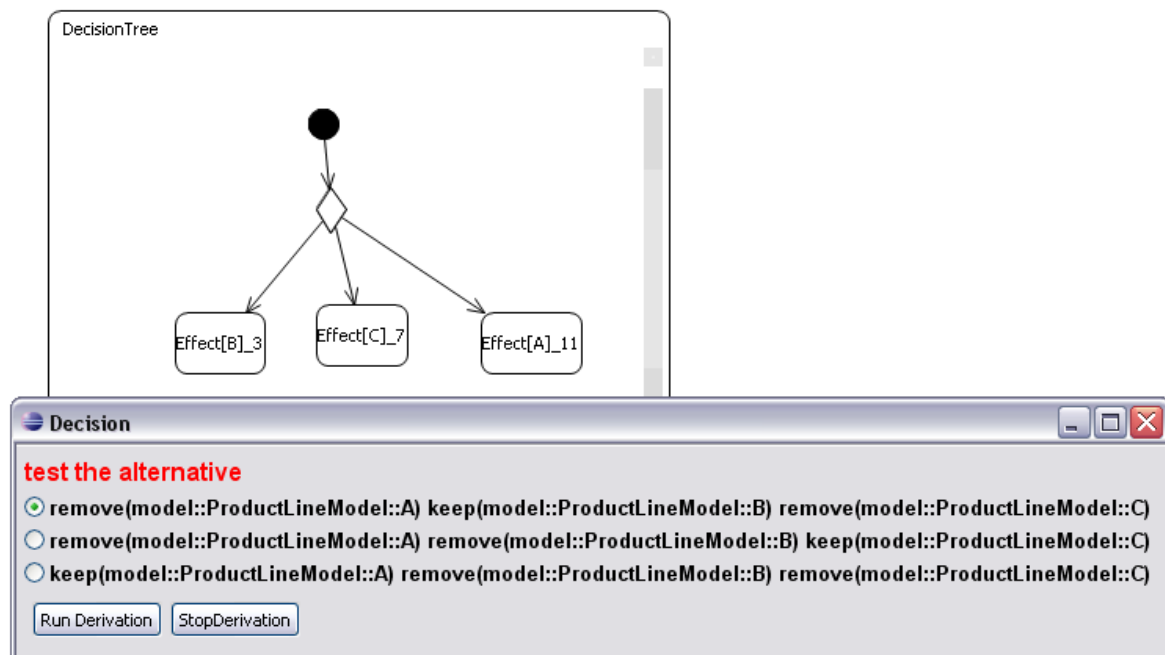 DecisionTree
Effect[B]_3
Effect[C]_7
Effect[A]_11
Decision
test the alternative
remove(model::ProductLineModel::A) keep(model::ProductLineModel::B) remove(model::ProductLineModel::C)
remove(model::ProductLineModel::A) remove(model::ProductLineModel::B) keep(model::ProductLineModel::C)
keep(model::ProductLineModel::A) remove(model::ProductLineModel::B) remove(model::ProductLineModel::C)
Run Derivation StopDerivation